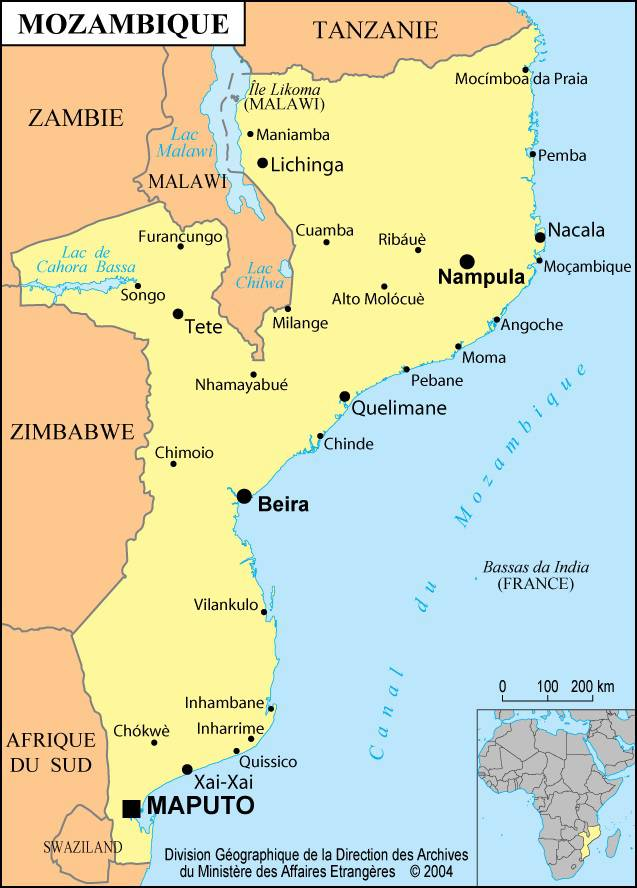 MOZAMBIQUE
TANZANIE
Mocímboa da Praia
Île Likoma
(MALAWI)
ZAMBIE
Lac
Malawi
Maniamba
Pemba
Lichinga
MALAWI
Furancungo
Cuamba
Ribáuè
Nacala
Lac de
Cahora Bassa
Lac
Chilwa
Nampula
Moçambique
Songo
Alto Molócuè
Tete
Milange
Angoche
Moma
Nhamayabué
Pebane
Quelimane
ZIMBABWE
Chinde
Chimoio
Beira
Canal du Mozambique
Bassas da India
(FRANCE)
Vilankulo
0 100 200 km
Inhambane
AFRIQUE
DU SUD
Chókwè
Inharrime
Quissico
Xai-Xai
MAPUTO
SWAZILAND
Division Géographique de la Direction des Archives
du Ministère des Affaires Etrangères © 2004